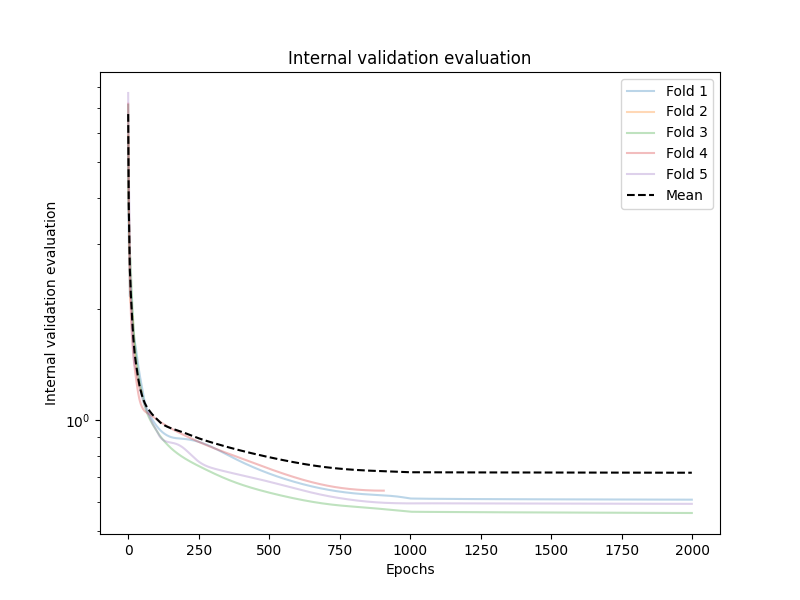 Internal validation evaluation
Fold 1
Fold 2
Fold 3
Fold 4
Fold 5
Mean
Internal validation evaluation
10⁰
0 250 500 750 1000 1250 1500 1750 2000
Epochs